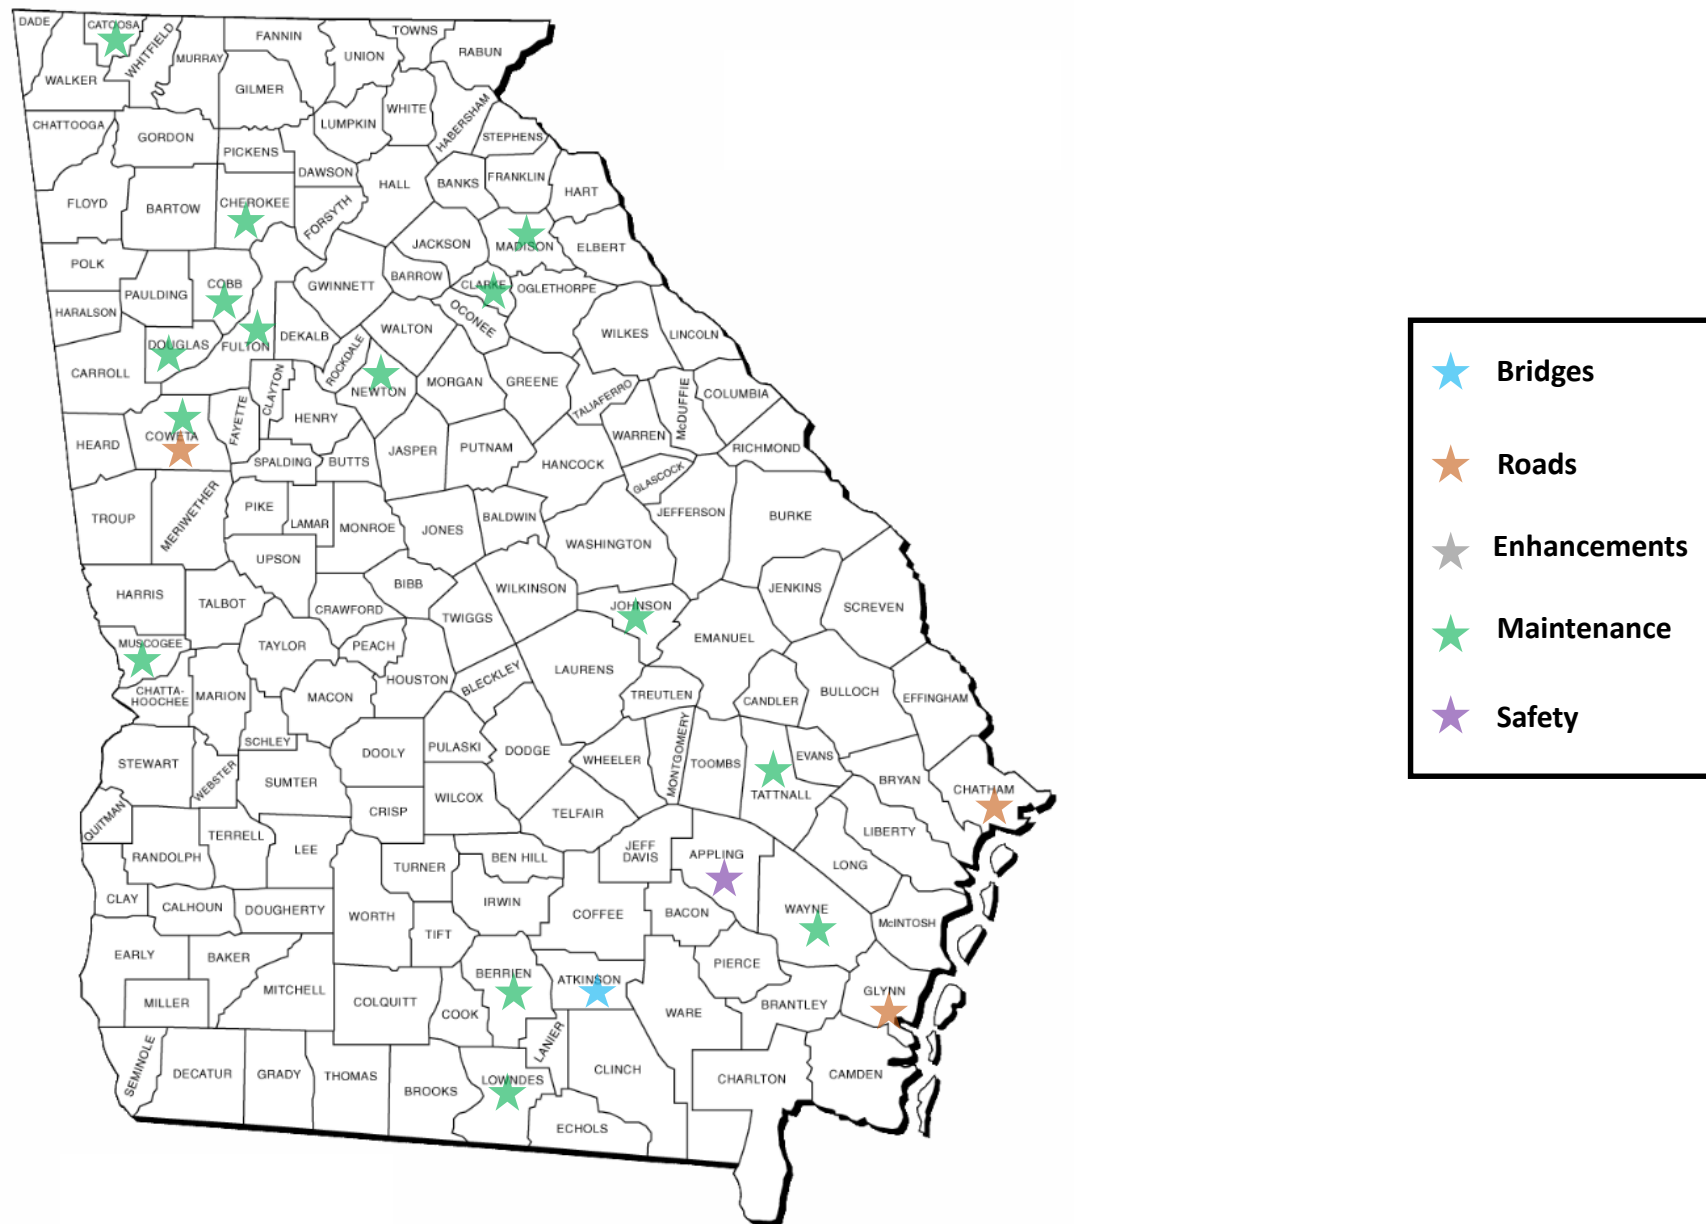 DADE
CATOOSA
WHITFIELD
MURRAY
FANNIN
UNION
TOWNS
RABUN
WALKER
GILMER
WHITE
LUMPKIN
HABERSHAM
STEPHENS
CHATTOOGA
GORDON
PICKENS
DAWSON
HALL
BANKS
FRANKLIN
HART
FLOYD
BARTOW
CHEROKEE
FORSYTH
JACKSON
MADISON
ELBERT
POLK
PAULDING
COBB
GWINNETT
BARROW
CLARKE
OGLETHORPE
HARALSON
OCONEE
DOUGLAS
FULTON
DEKALB
WALTON
WILKES
LINCOLN
CARROLL
ROCKDALE
NEWTON
MORGAN
GREENE
TALIAFERRO
McDUFFIE
COLUMBIA
CLAYTON
FAYETTE
HENRY
HEARD
COWETA
SPALDING
BUTTS
JASPER
PUTNAM
HANCOCK
WARREN
RICHMOND
GLASCOCK
TROUP
MERIWETHER
PIKE
LAMAR
MONROE
JONES
BALDWIN
JEFFERSON
BURKE
WASHINGTON
UPSON
BIBB
WILKINSON
JENKINS
HARRIS
TALBOT
CRAWFORD
TWIGGS
JOHNSON
SCREVEN
EMANUEL
MUSCOGEE
TAYLOR
PEACH
LAURENS
CHATTA-
HOOCHEE
MARION
MACON
HOUSTON
BLECKLEY
TREUTLEN
CANDLER
BULLOCH
EFFINGHAM
SCHLEY
DOOLY
PULASKI
DODGE
WHEELER
MONTGOMERY
TOOMBS
EVANS
STEWART
WEBSTER
SUMTER
TATTNALL
BRYAN
CHATHAM
QUITMAN
CRISP
WILCOX
TELFAIR
TERRELL
LIBERTY
RANDOLPH
LEE
TURNER
BEN HILL
JEFF
DAVIS
APPLING
LONG
CLAY
CALHOUN
DOUGHERTY
WORTH
IRWIN
COFFEE
BACON
WAYNE
McINTOSH
TIFT
EARLY
BAKER
BERRIEN
ATKINSON
PIERCE
MILLER
MITCHELL
COLQUITT
COOK
WARE
BRANTLEY
GLYNN
LANIER
SEMINOLE
DECATUR
GRADY
THOMAS
BROOKS
LOWNDES
CLINCH
CHARLTON
CAMDEN
ECHOLS
Bridges
Roads
Enhancements
Maintenance
Safety